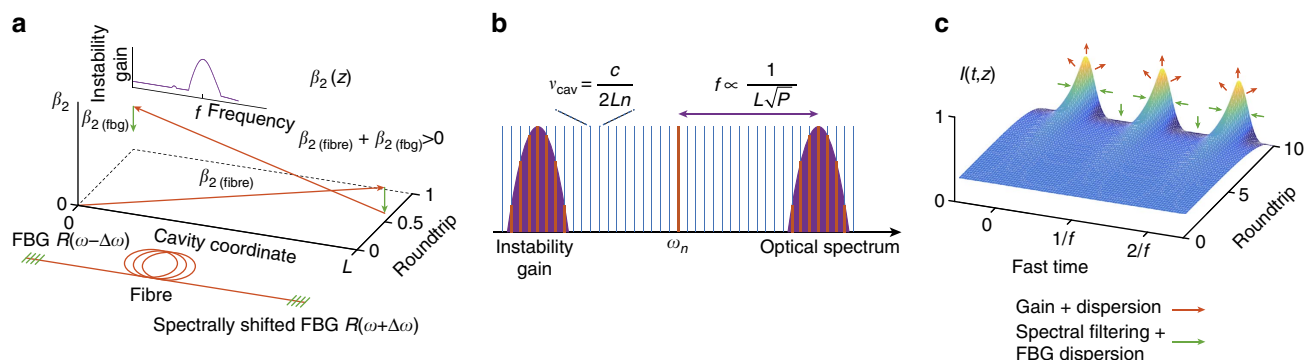 a
Instability
gain
β2 (z)
f Frequency
β2
β2 (fbg)
β2 (fibre) + β2 (fbg)>0
β2 (fibre)
0
0
Cavity coordinate
L
0
0.5
1
Roundtrip
FBG R(ω−Δω)
Fibre
Spectrally shifted FBG R(ω+Δω)
b
νcav = c / 2Ln
f ∝ 1 / L√P
Instability
gain
ωn
Optical spectrum
c
I(t,z)
1
0
0
1/f
2/f
Fast time
0
5
10
Roundtrip
Gain + dispersion
Spectral filtering +
FBG dispersion